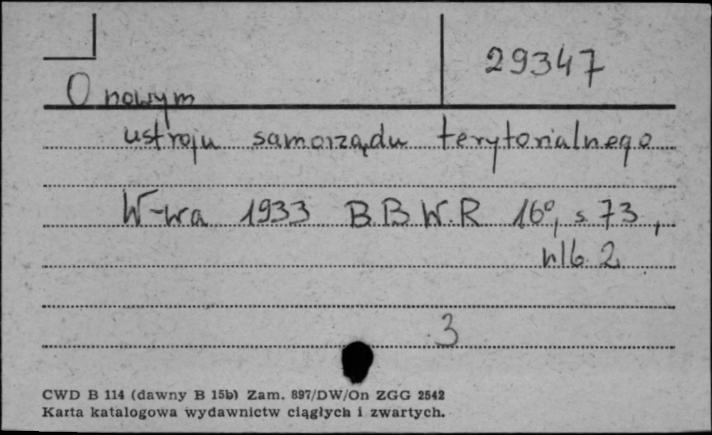 29347
O nowym
ustroju samorządu terytorialnego
W-wa 1933 B.B.W.R 16°, s 73,
nlb. 2
3
CWD B 114 (dawny B 15b) Zam. 897/DW/On ZGG 2542
Karta katalogowa wydawnictw ciągłych i zwartych.